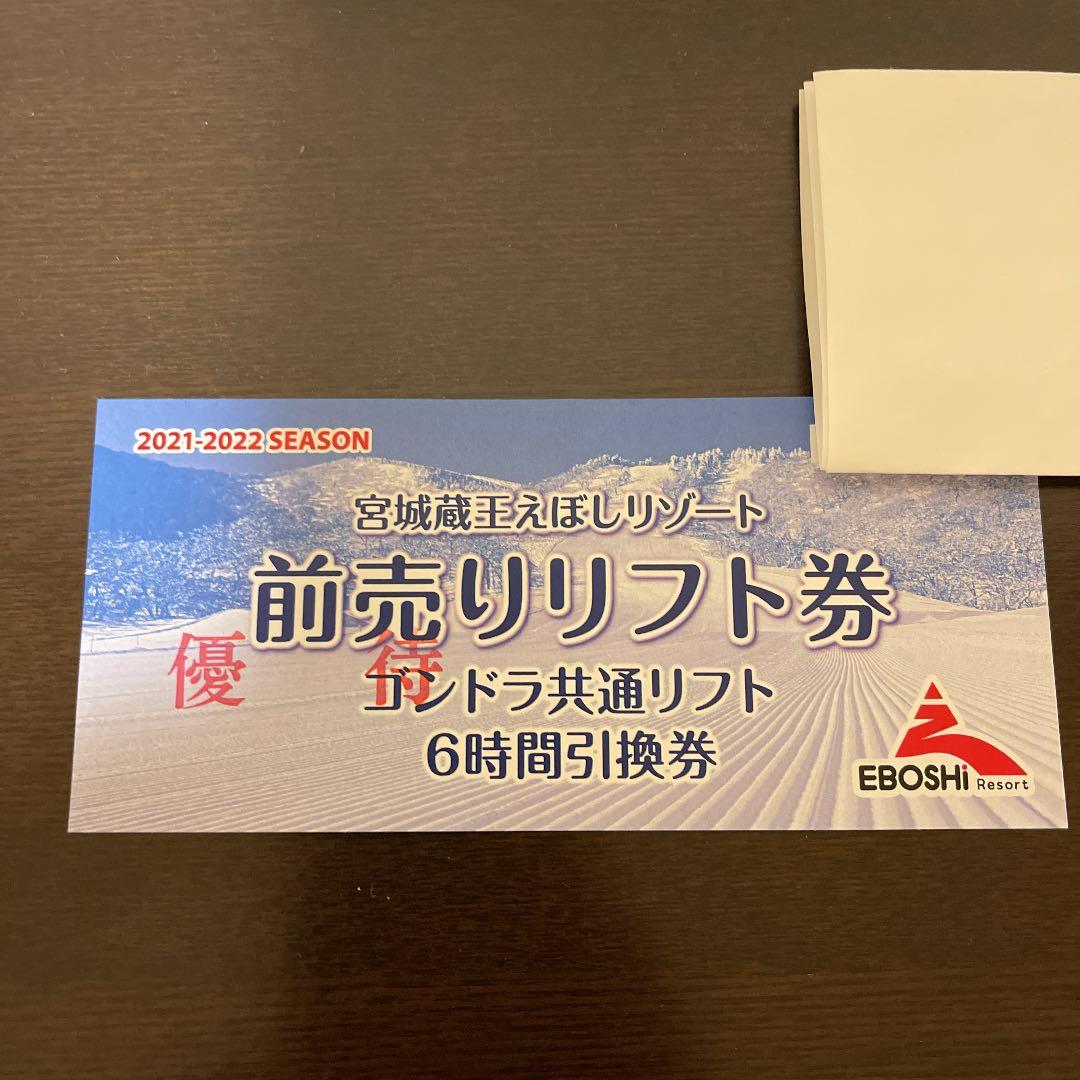 2021-2022 SEASON
宮城蔵王えぼしリゾート
前売りリフト券
優待
ゴンドラ共通リフト
6時間引換券
EBOSHi Resort